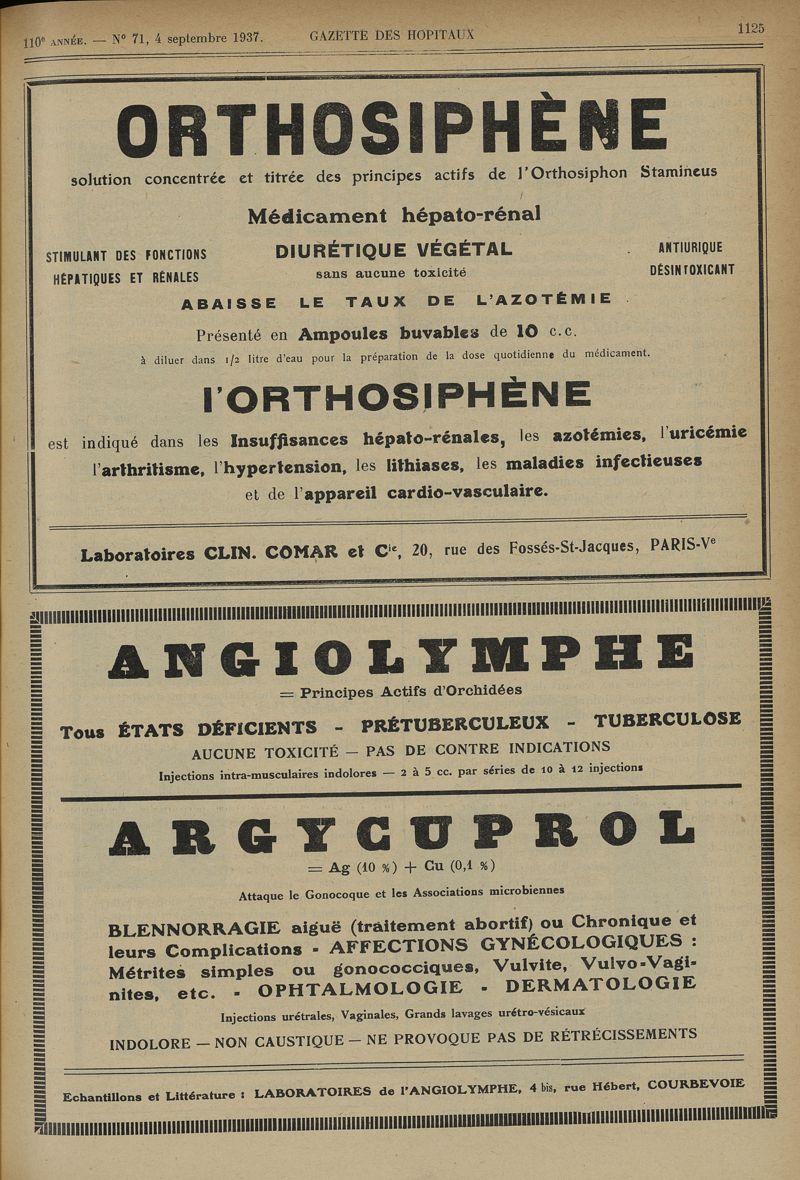 110e ANNÉE. — No 71, 4 septembre 1937. GAZETTE DES HOPITAUX 1125
ORTHOSIPHÈNE
solution concentrée et titrée des principes actifs de l'Orthosiphon Stamineus
Médicament hépato-rénal
STIMULANT DES FONCTIONS
HÉPATIQUES ET RÉNALES
DIURÉTIQUE VÉGÉTAL
sans aucune toxicité
ANTIURIQUE
DÉSINTOXICANT
ABAISSE LE TAUX DE L'AZOTÉMIE
Présenté en Ampoules buvables de 10 c.c.
à diluer dans 1/2 litre d'eau pour la préparation de la dose quotidienne du médicament.
l'ORTHOSIPHÈNE
est indiqué dans les Insuffisances hépato-rénales, les azotémies, l'uricémie
l'arthritisme, l'hypertension, les lithiases, les maladies infectieuses
et de l'appareil cardio-vasculaire.
Laboratoires CLIN. COMAR et Cie, 20, rue des Fossés-St-Jacques, PARIS-Ve
ANGIOLYMPHE
= Principes Actifs d'Orchidées
Tous ÉTATS DÉFICIENTS - PRÉTUBERCULEUX - TUBERCULOSE
AUCUNE TOXICITÉ — PAS DE CONTRE INDICATIONS
Injections intra-musculaires indolores — 2 à 5 cc. par séries de 10 à 12 injections
ARGYCUPROL
= Ag (10 %) + Cu (0,1 %)
Attaque le Gonocoque et les Associations microbiennes
BLENNORRAGIE aiguë (traitement abortif) ou Chronique et
leurs Complications - AFFECTIONS GYNÉCOLOGIQUES :
Métrites simples ou gonococciques, Vulvite, Vulvo-Vagi-
nites, etc. - OPHTALMOLOGIE - DERMATOLOGIE
Injections urétrales, Vaginales, Grands lavages urétro-vésicaux
INDOLORE — NON CAUSTIQUE — NE PROVOQUE PAS DE RÉTRÉCISSEMENTS
Echantillons et Littérature : LABORATOIRES de l'ANGIOLYMPHE, 4 bis, rue Hébert, COURBEVOIE